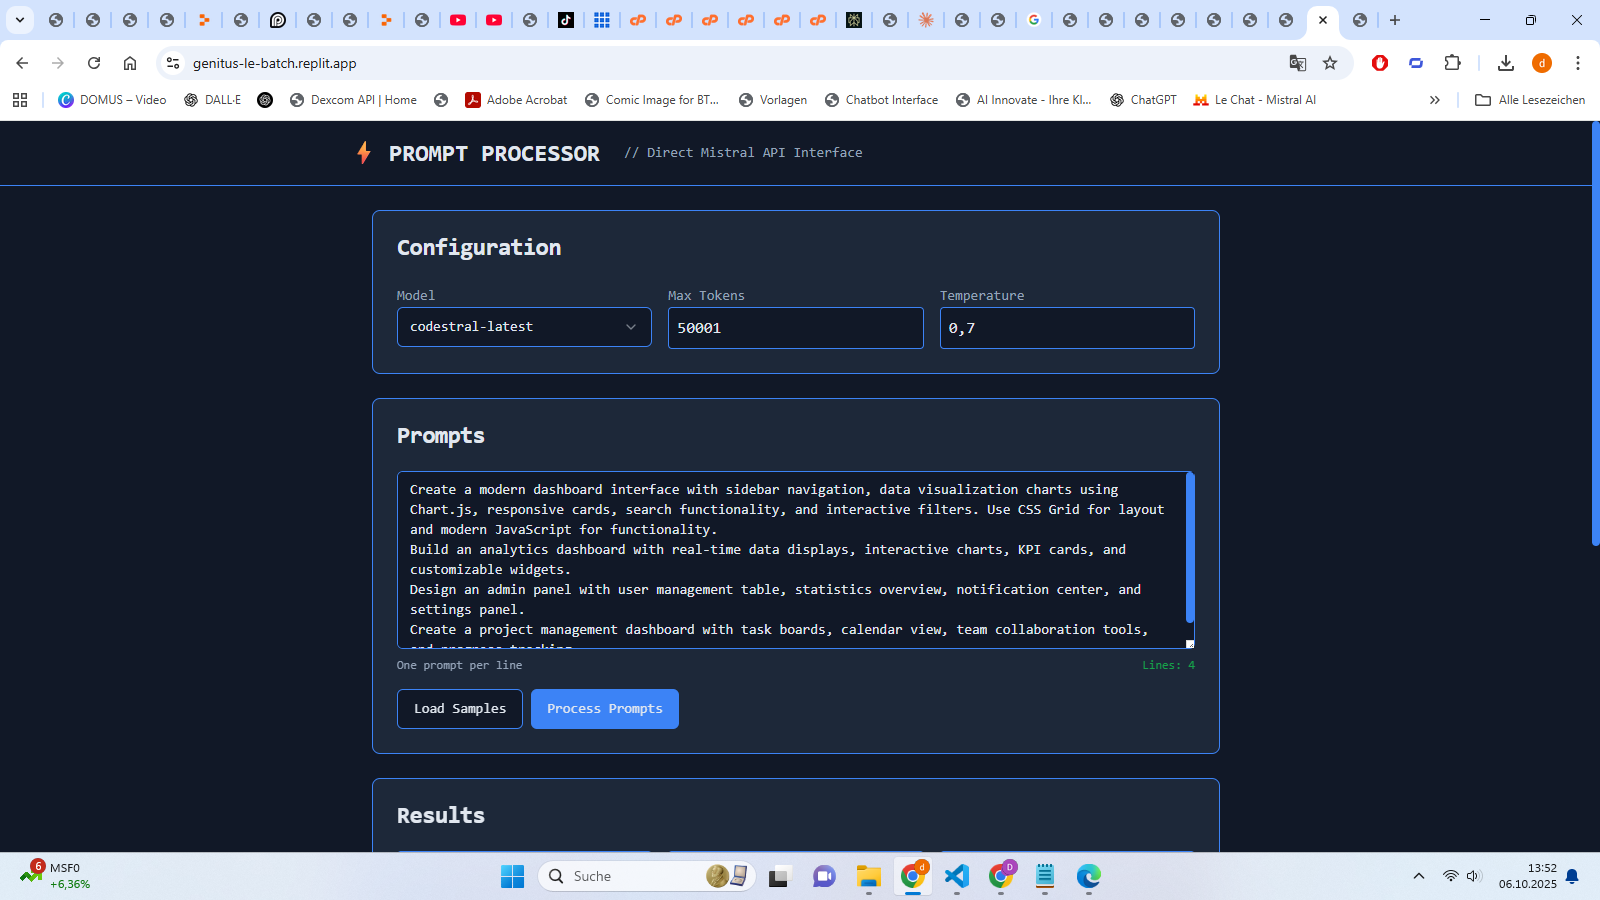 genitus-le-batch.replit.app
d
DOMUS – Video
DALL·E
Dexcom API | Home
Adobe Acrobat
Comic Image for BT...
Vorlagen
Chatbot Interface
AI Innovate - Ihre KI...
ChatGPT
Le Chat - Mistral AI
Alle Lesezeichen
PROMPT PROCESSOR
// Direct Mistral API Interface
Configuration
Model
Max Tokens
Temperature
codestral-latest
50001
0,7
Prompts
Create a modern dashboard interface with sidebar navigation, data visualization charts using
Chart.js, responsive cards, search functionality, and interactive filters. Use CSS Grid for layout
and modern JavaScript for functionality.
Build an analytics dashboard with real-time data displays, interactive charts, KPI cards, and
customizable widgets.
Design an admin panel with user management table, statistics overview, notification center, and
settings panel.
Create a project management dashboard with task boards, calendar view, team collaboration tools,
and progress tracking.
One prompt per line
Lines: 4
Load Samples
Process Prompts
Results
6
MSF0
+6,36%
Suche
d
D
13:52
06.10.2025